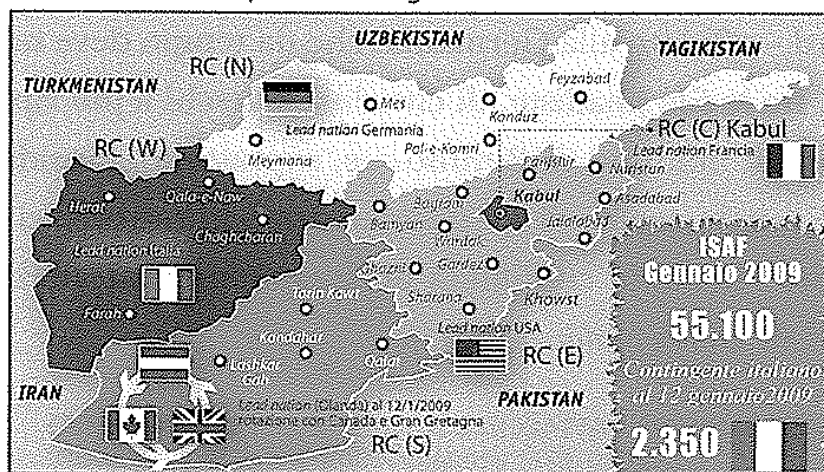 UZBEKISTAN
TAGIKISTAN
TURKMENISTAN
RC (N)
Feyzabad
Mes
Konduz
Lead nation Germania
RC (C) Kabul
Lead nation Francia
RC (W)
Meymana
Pol-e-Komri
Panjsiur
Nuristan
Qala-e-Naw
Herat
Kabul
Asadabad
Bagram
Chaghcharan
Bamyan
Jalalabad
Wardak
Lead nation Italia
Ghazni
Gardez
Khowst
Tarin Kowt
Sharana
Farah
Lead nation USA
Kandahar
Lashkar
Gah
Qalat
RC (E)
IRAN
PAKISTAN
Lead nation (Olanda) al 12/1/2009
rotazione con Canada e Gran Bretagna
RC (S)
ISAF
Gennaio 2009
55.100
Contingente italiano
al 12 gennaio 2009
2.350